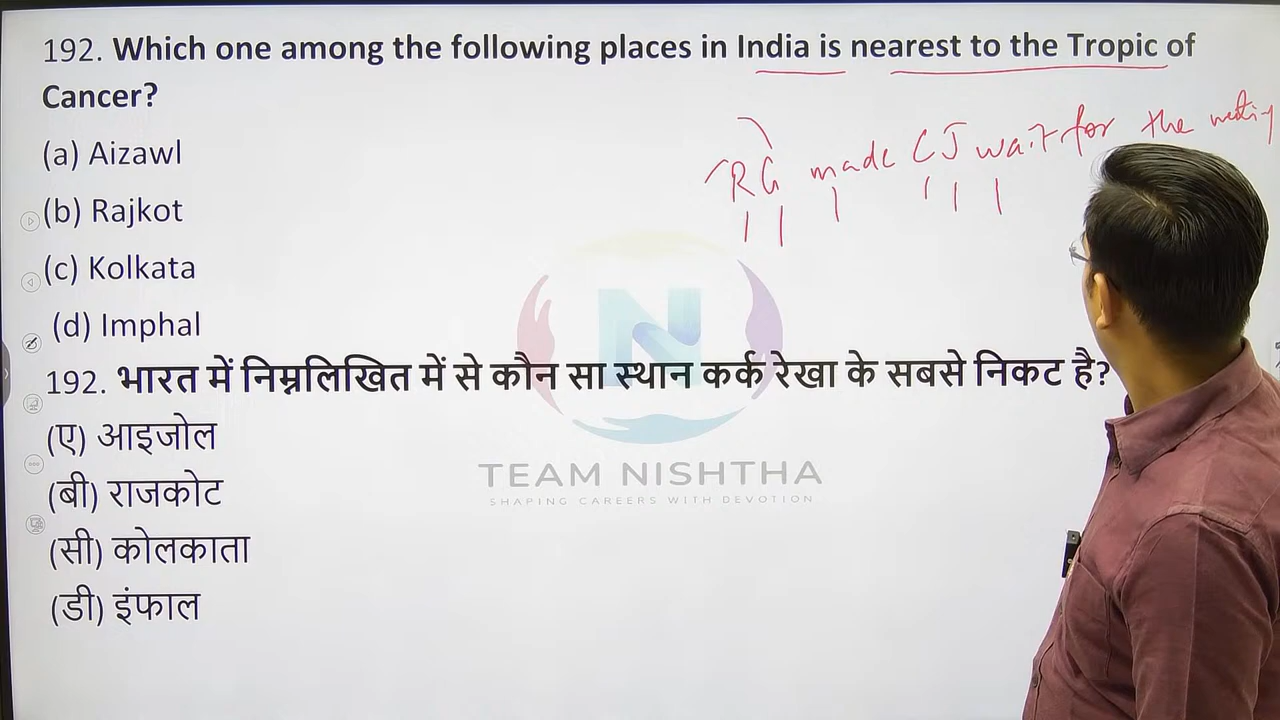 192. Which one among the following places in India is nearest to the Tropic of
Cancer?
RG made CJ wait for the
(a) Aizawl
(b) Rajkot
(c) Kolkata
(d) Imphal
192. भारत में निम्नलिखित में से कौन सा स्थान कर्क रेखा के सबसे निकट है?
(ए) आइजोल
(बी) राजकोट
(सी) कोलकाता
(डी) इंफाल
N
TEAM NISHTHA
SHAPING CAREERS WITH DEVOTION